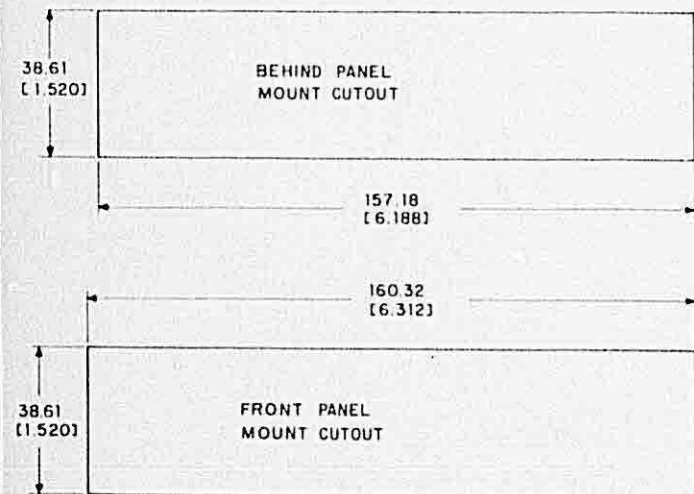 38.61
[1.520]
BEHIND PANEL
MOUNT CUTOUT
157.18
[6.188]
160.32
[6.312]
38.61
[1.520]
FRONT PANEL
MOUNT CUTOUT